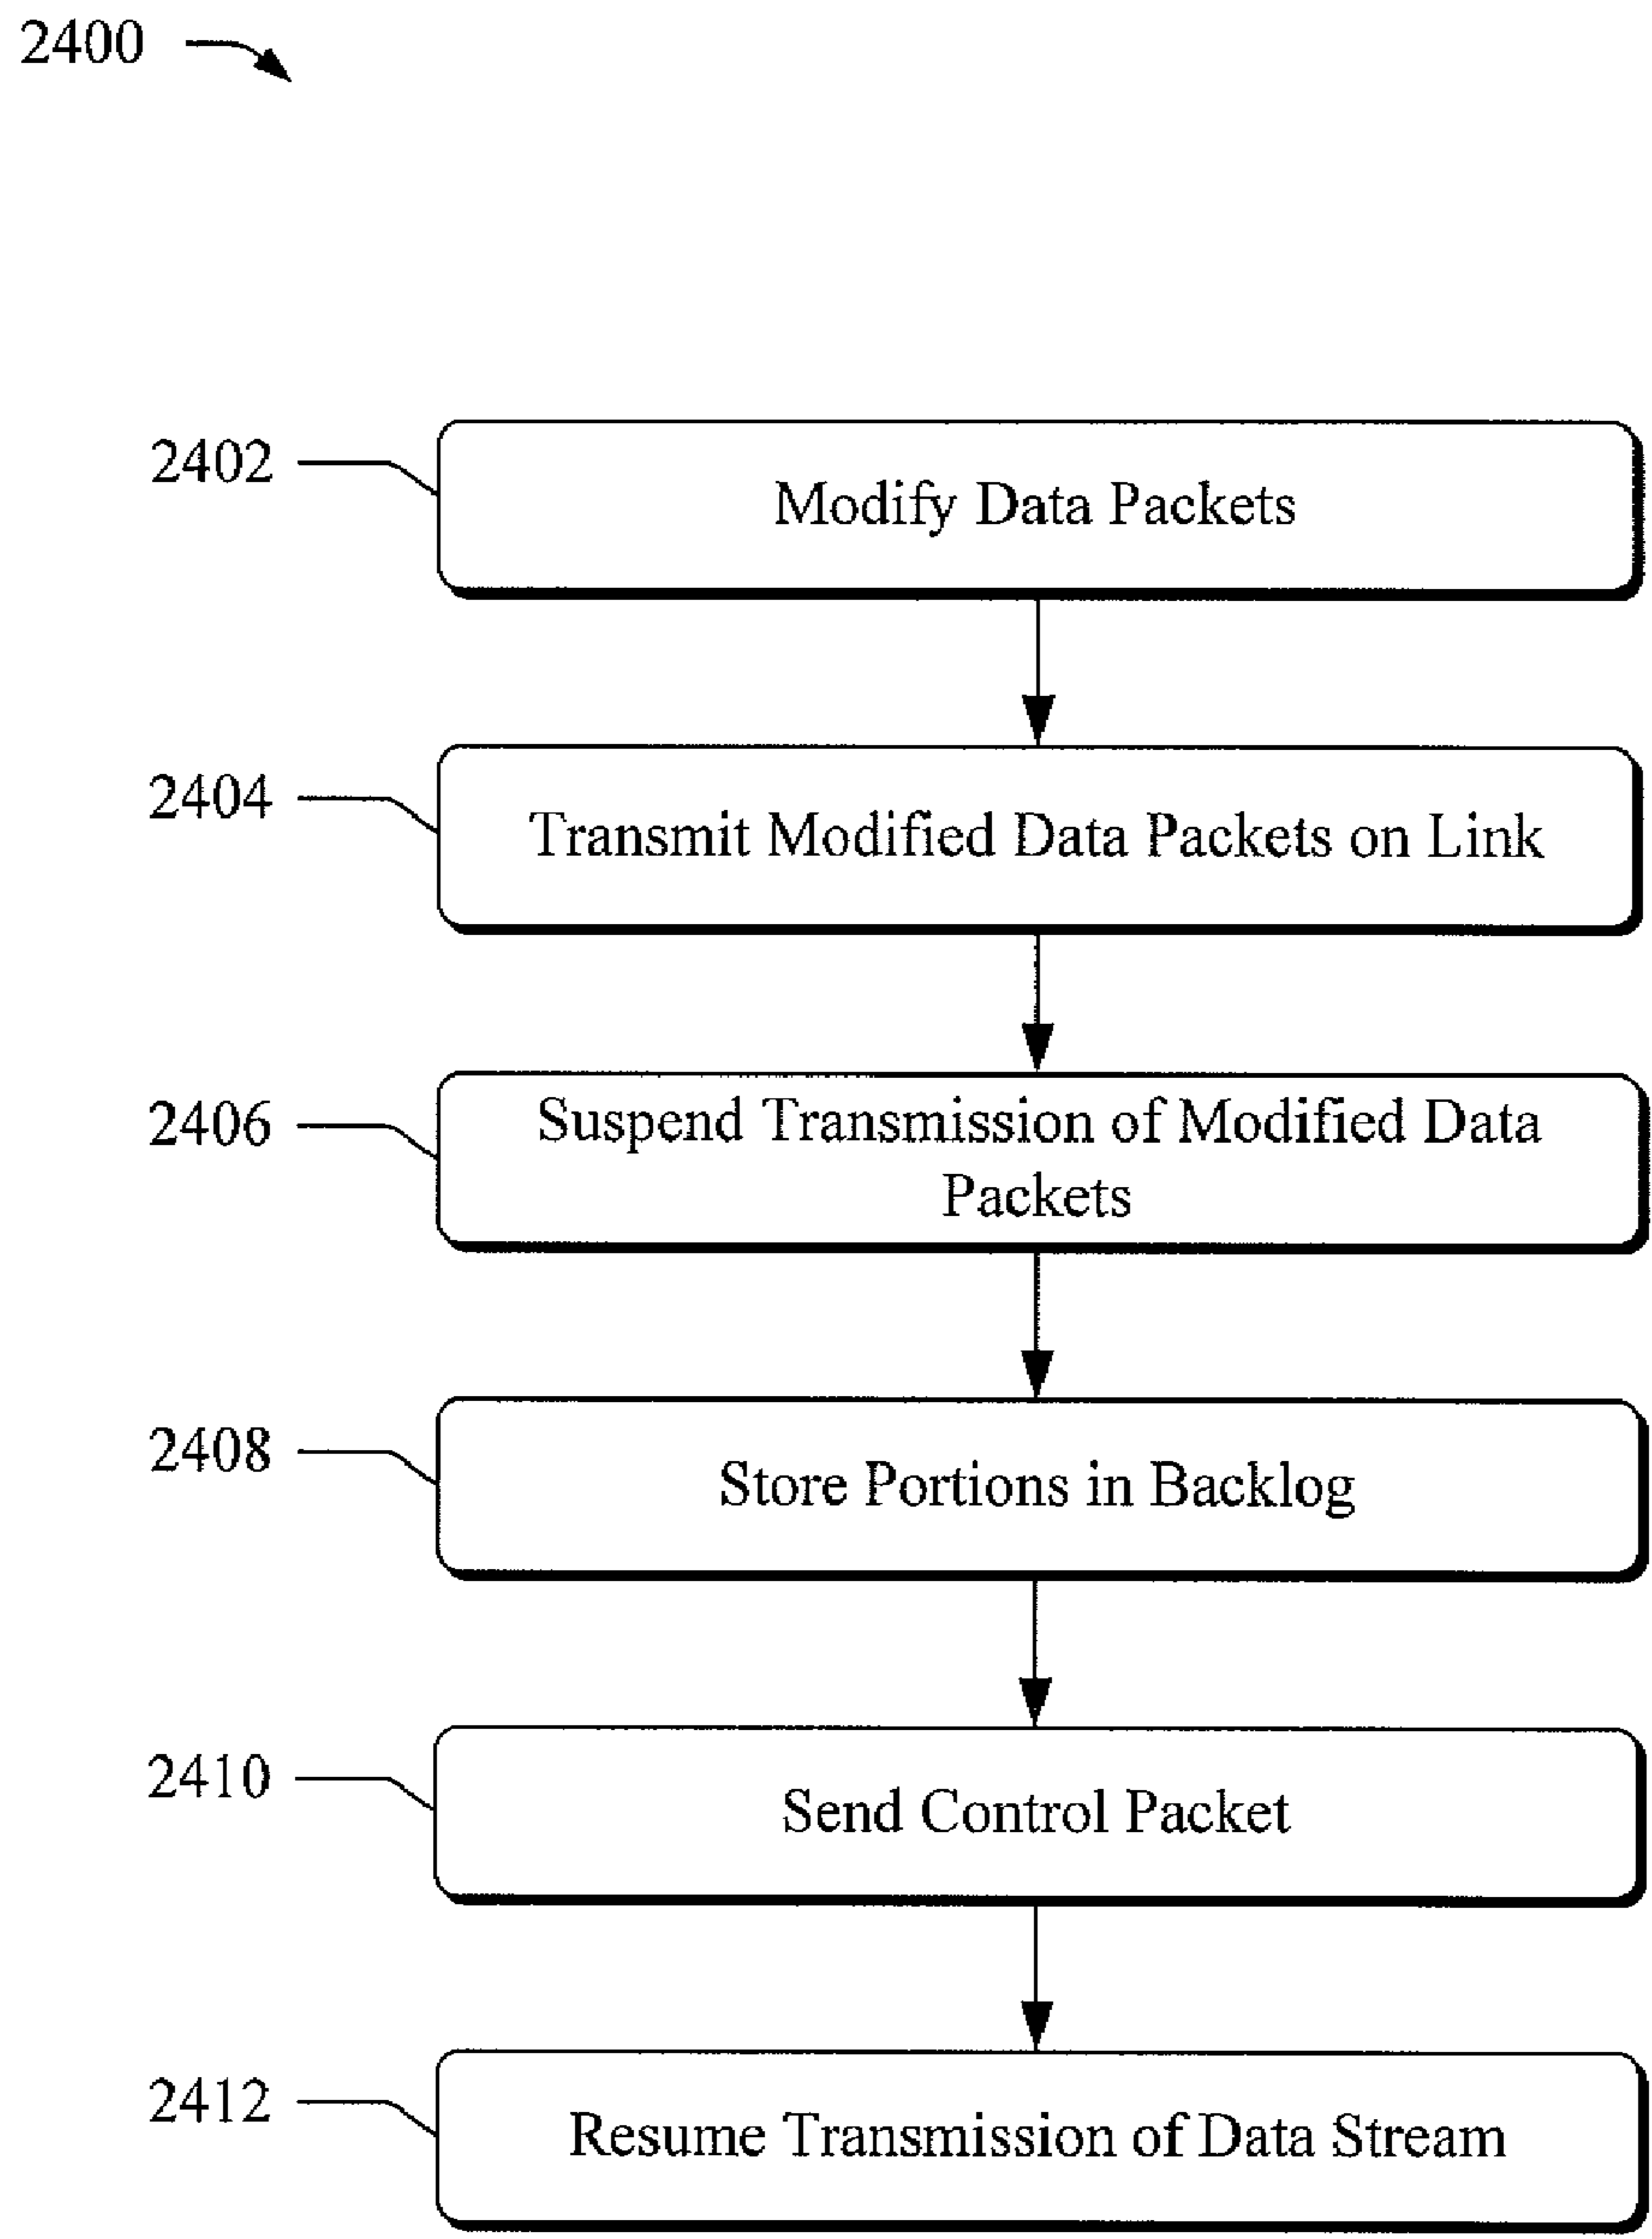 2400
2402
Modify Data Packets
2404
Transmit Modified Data Packets on Link
2406
Suspend Transmission of Modified Data
Packets
2408
Store Portions in Backlog
2410
Send Control Packet
2412
Resume Transmission of Data Stream